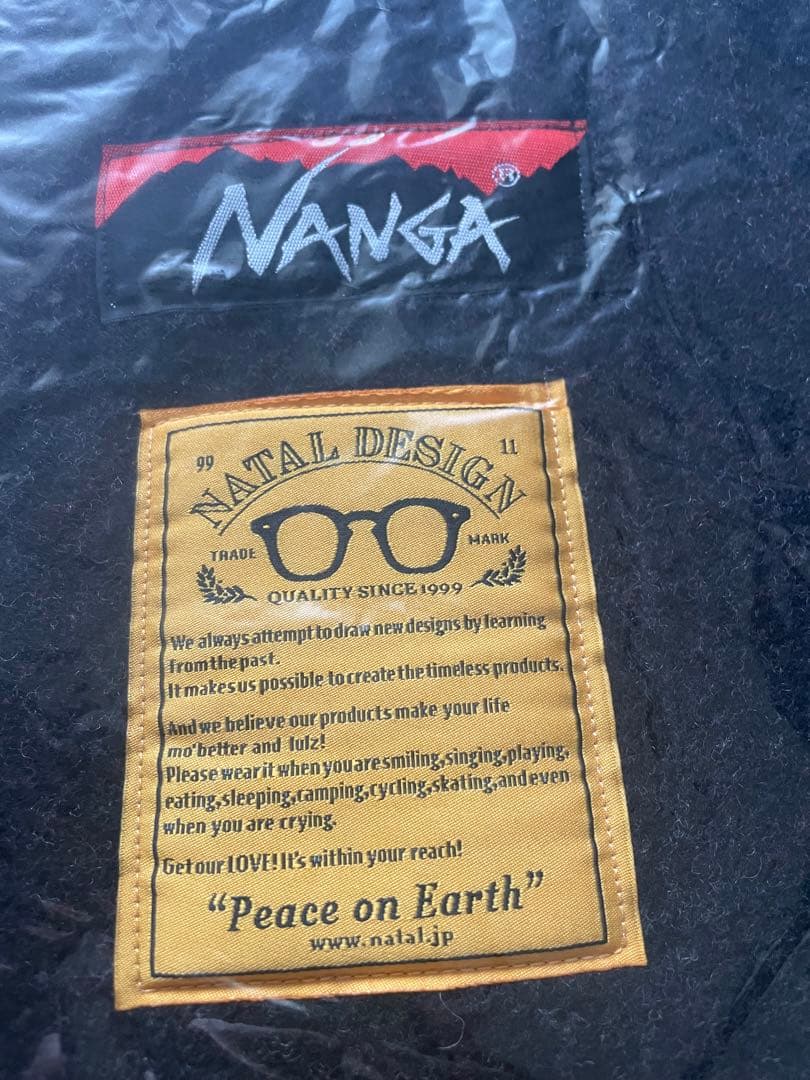 NANGA®
99 11
NATAL DESIGN
TRADE MARK
QUALITY SINCE 1999
We always attempt to draw new designs by learning
from the past.
It makes us possible to create the timeless products.
And we believe our products make your life
mo'better and lulz!
Please wear it when you are smiling,singing,playing,
eating,sleeping,camping,cycling,skating,and even
when you are crying.
Get our LOVE! It's within your reach!
“Peace on Earth”
www.natal.jp